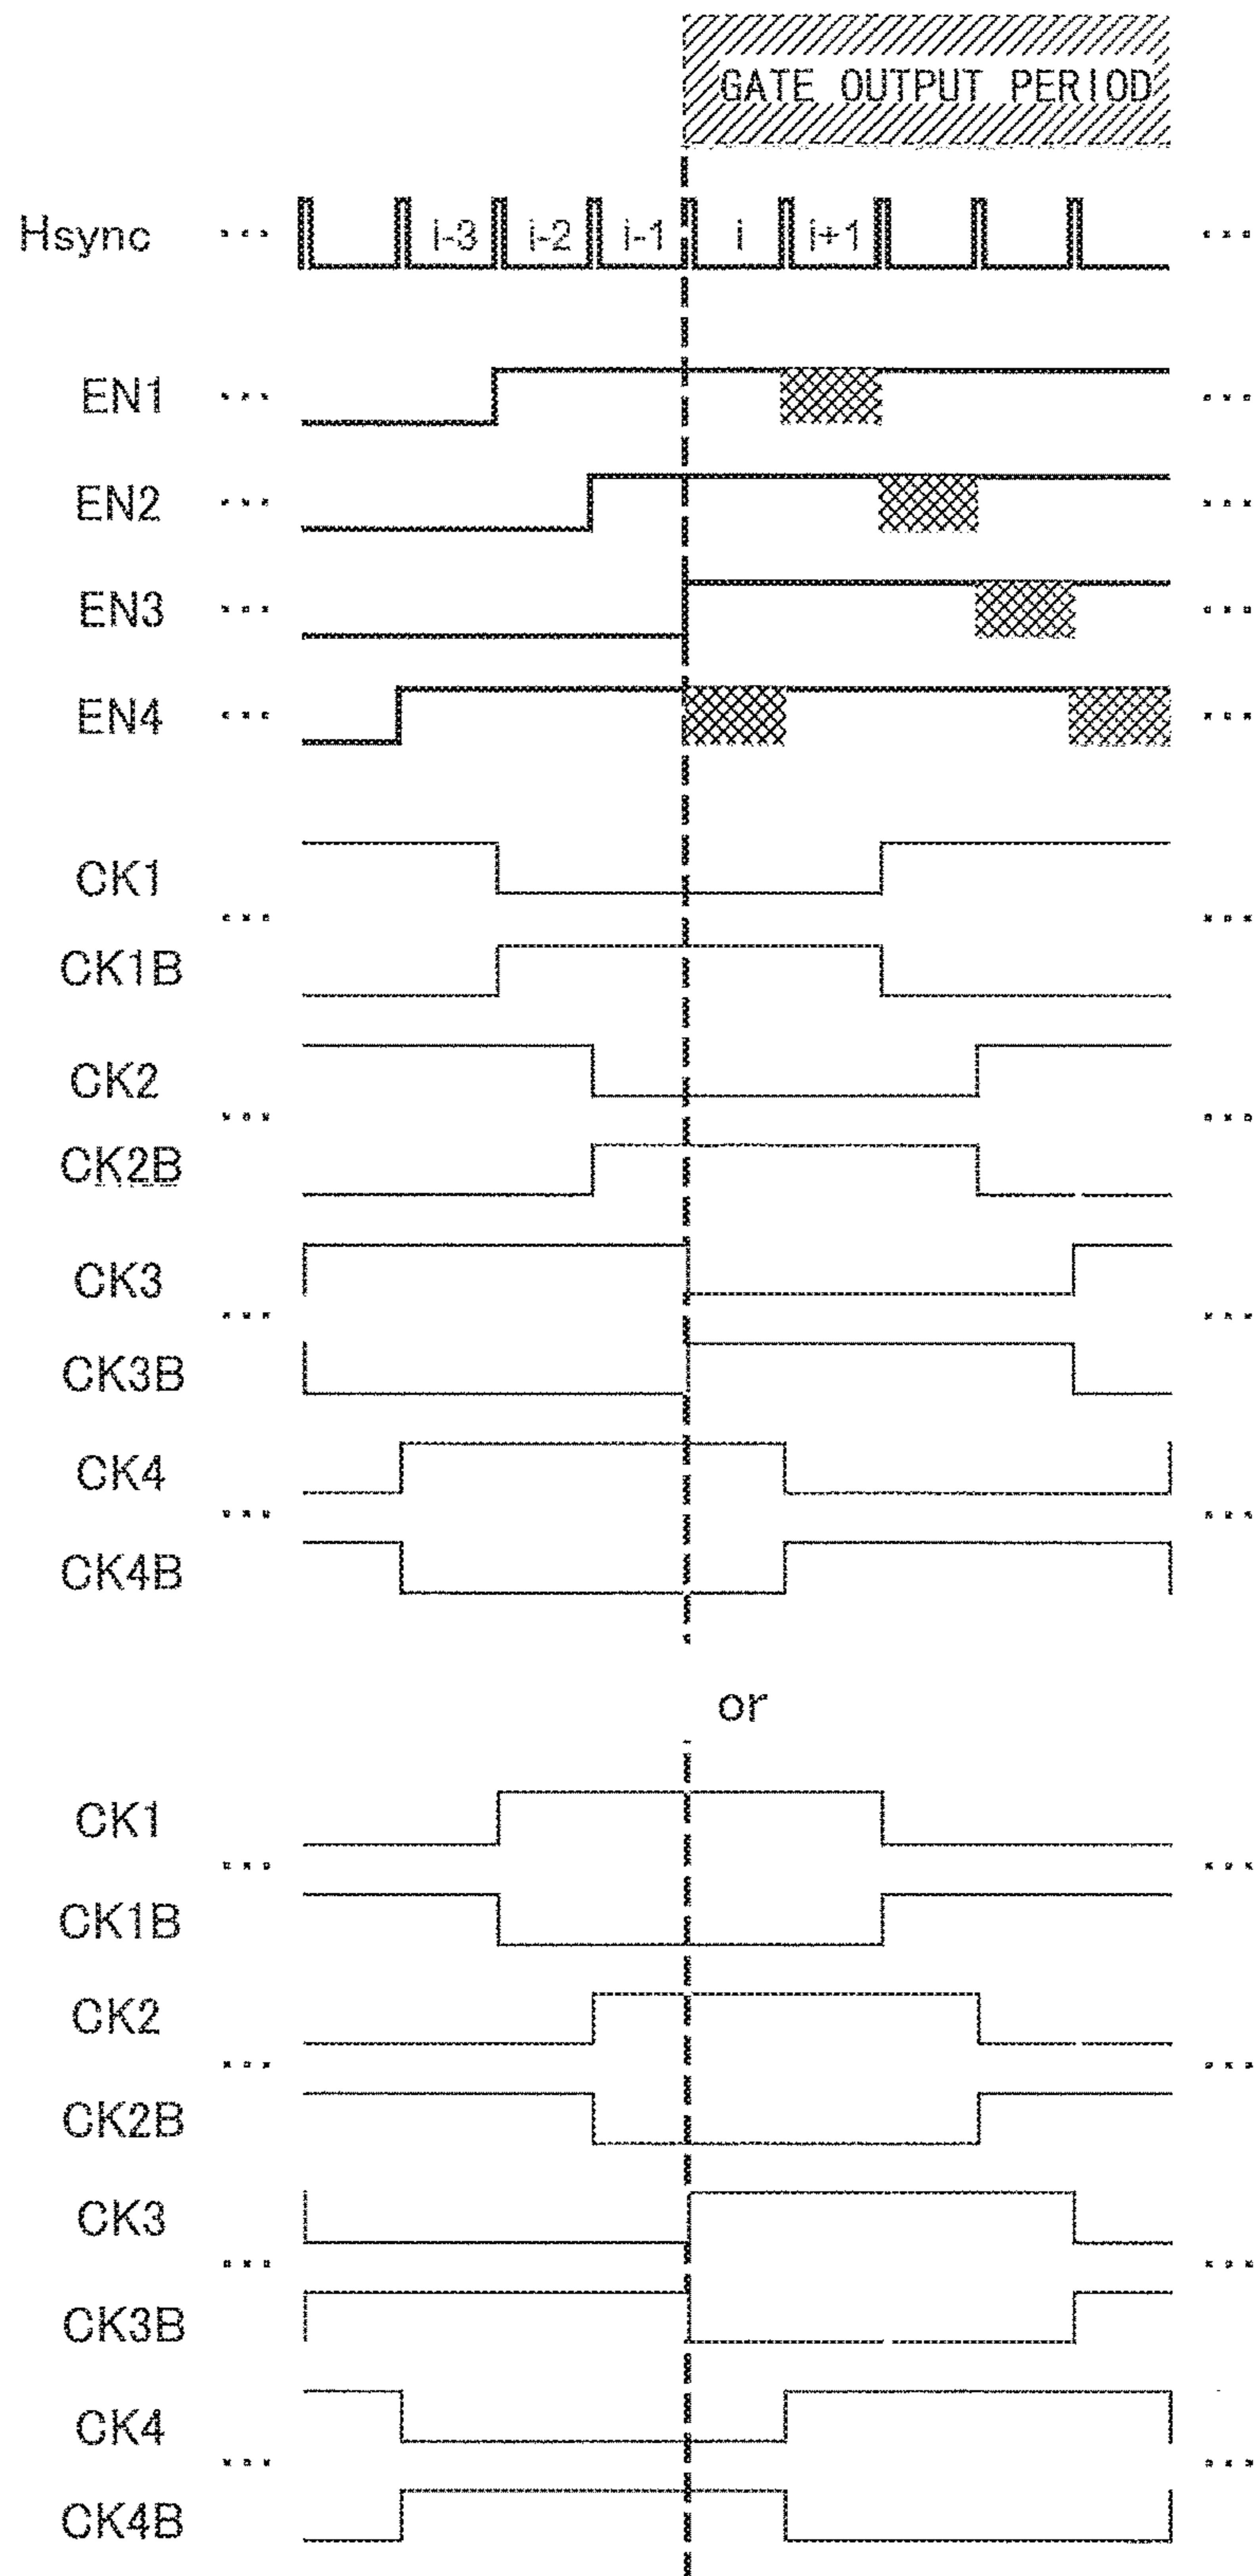 GATE OUTPUT PERIOD
Hsync ... i-3 i-2 i-1 i i+1 ...
EN1 ... ...
EN2 ... ...
EN3 ... ...
EN4 ... ...
CK1
... ...
CK1B
CK2
... ...
CK2B
CK3
... ...
CK3B
CK4
... ...
CK4B
or
CK1
... ...
CK1B
CK2
... ...
CK2B
CK3
... ...
CK3B
CK4
... ...
CK4B